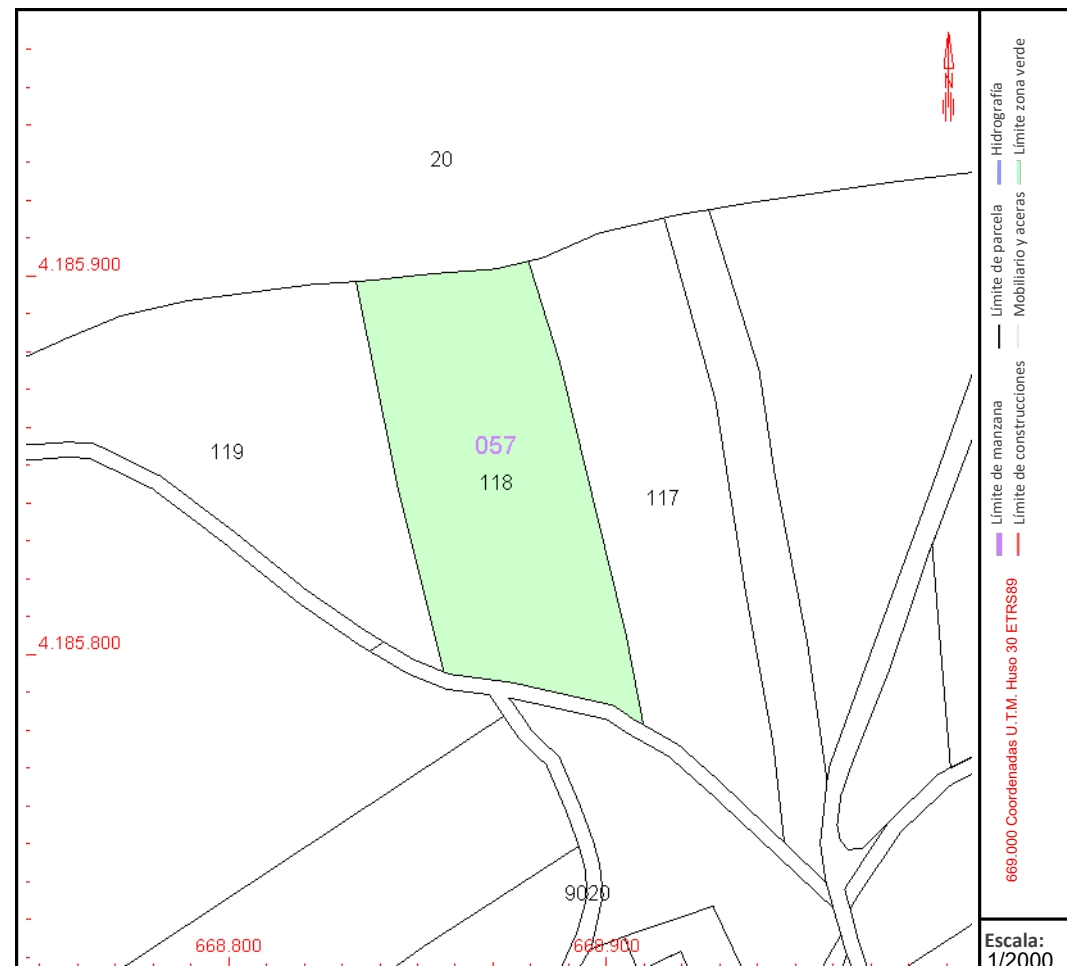 N
20
4.185.900
057
118
119
117
4.185.800
9020
668.800
668.900
Límite de manzana
Límite de parcela
Hidrografía
Límite de construcciones
Mobiliario y aceras
Límite zona verde
669.000 Coordenadas U.T.M. Huso 30 ETRS89
Escala:
1/2000